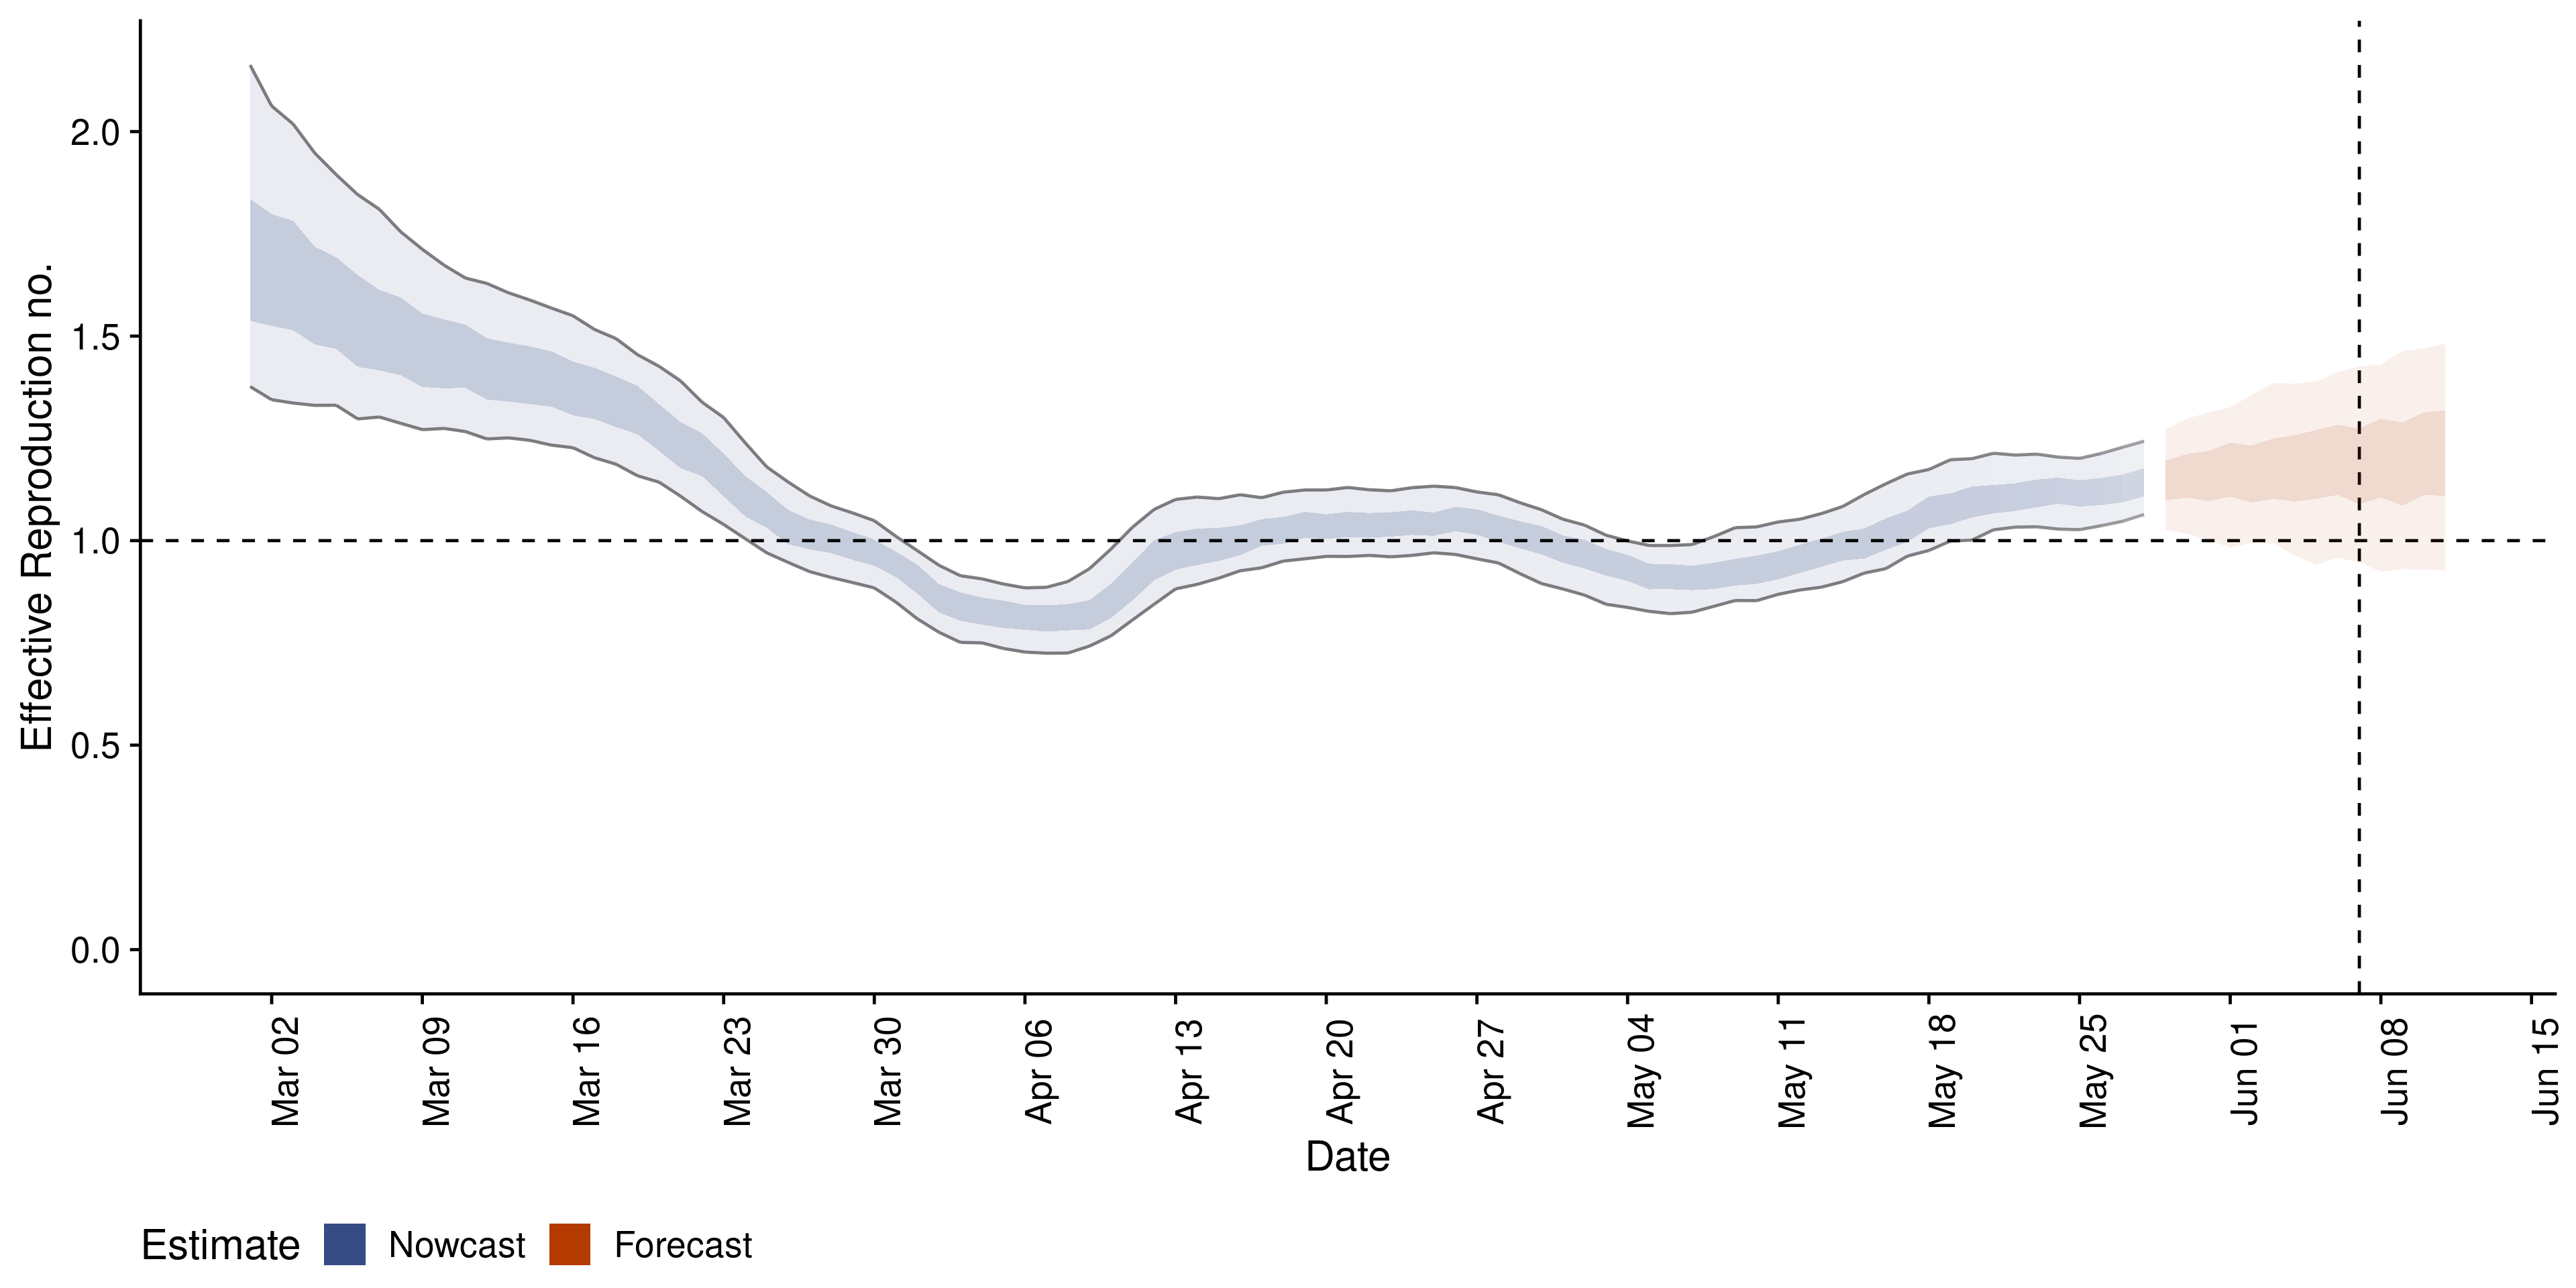 Effective Reproduction no.
2.0
1.5
1.0
0.5
0.0
Mar 02
Mar 09
Mar 16
Mar 23
Mar 30
Apr 06
Apr 13
Apr 20
Apr 27
May 04
May 11
May 18
May 25
Jun 01
Jun 08
Jun 15
Date
Estimate Nowcast Forecast